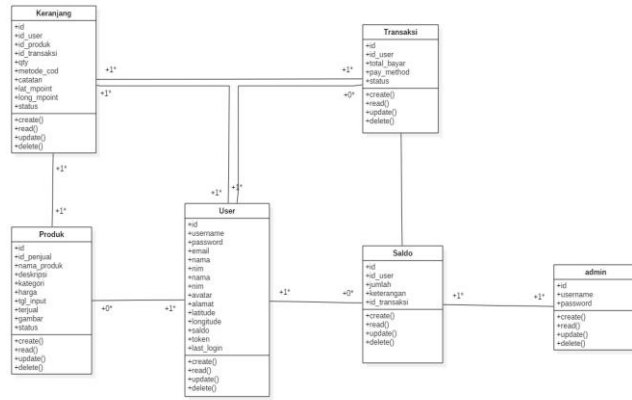 Keranjang
+id
+id_user
+id_produk
+id_transaksi
+qty
+metode_cod
+catatan
+lat_mpoint
+long_mpoint
+status
+create()
+read()
+update()
+delete()
Transaksi
+id
+id_user
+total_bayar
+pay_method
+status
+create()
+read()
+update()
+delete()
+1*
+1*
+1*
+0*
+1*
+1*
+1*
+1*
Produk
+id
+id_penjual
+nama_produk
+deskripsi
+kategori
+harga
+tgl_input
+terjual
+gambar
+status
+create()
+read()
+update()
+delete()
+0*
+1*
User
+id
+username
+password
+email
+nama
+nim
+nama
+nim
+avatar
+alamat
+latitude
+longitude
+saldo
+token
+last_login
+create()
+read()
+update()
+delete()
+1*
+0*
Saldo
+id
+id_user
+jumlah
+keterangan
+id_transaksi
+create()
+read()
+update()
+delete()
+1*
+1*
admin
+id
+username
+password
+create()
+read()
+update()
+delete()